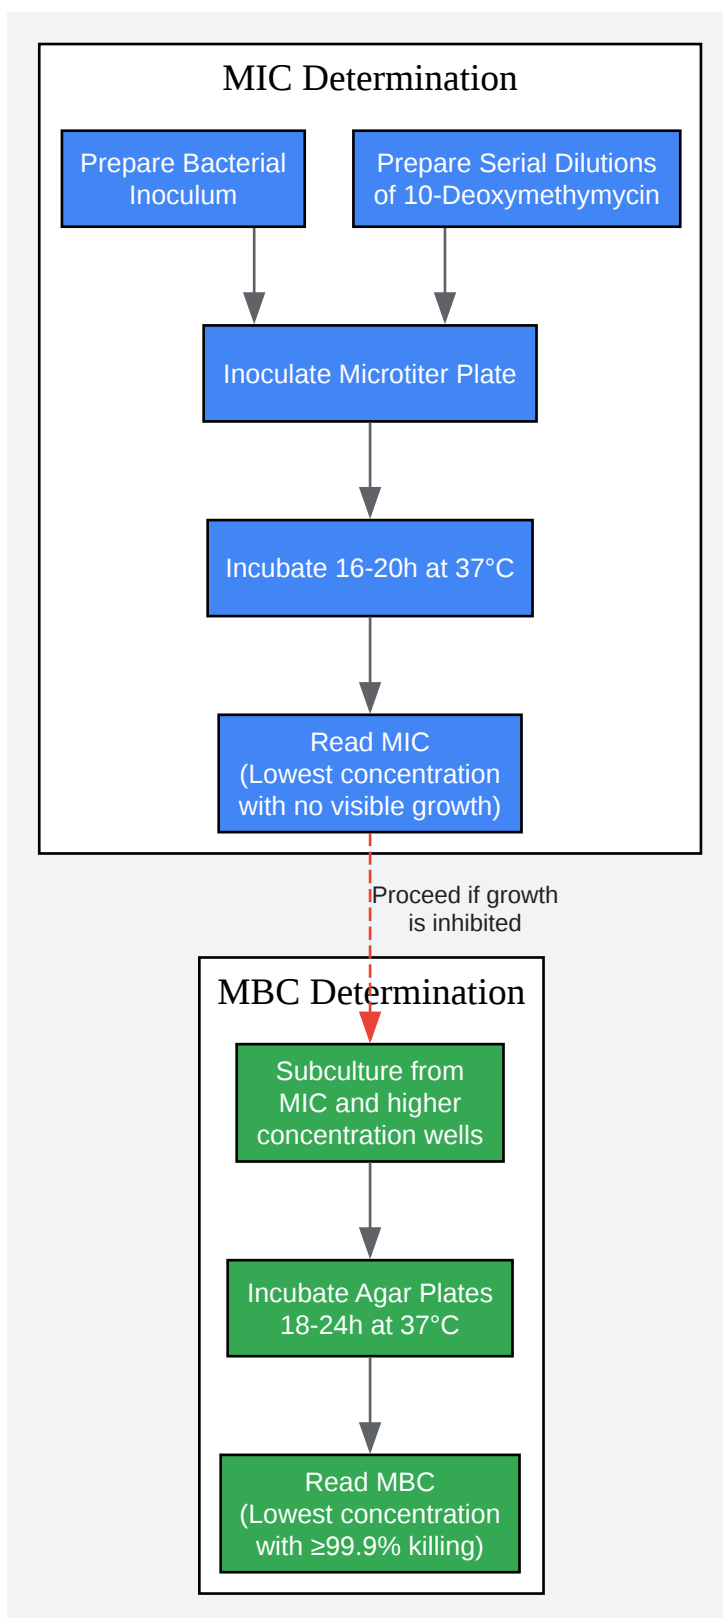 MIC Determination
Prepare Bacterial
Inoculum
Prepare Serial Dilutions
of 10-Deoxymethymycin
Inoculate Microtiter Plate
Incubate 16-20h at 37°C
Read MIC
(Lowest concentration
with no visible growth)
Proceed if growth
is inhibited
MBC Determination
Subculture from
MIC and higher
concentration wells
Incubate Agar Plates
18-24h at 37°C
Read MBC
(Lowest concentration
with ≥99.9% killing)